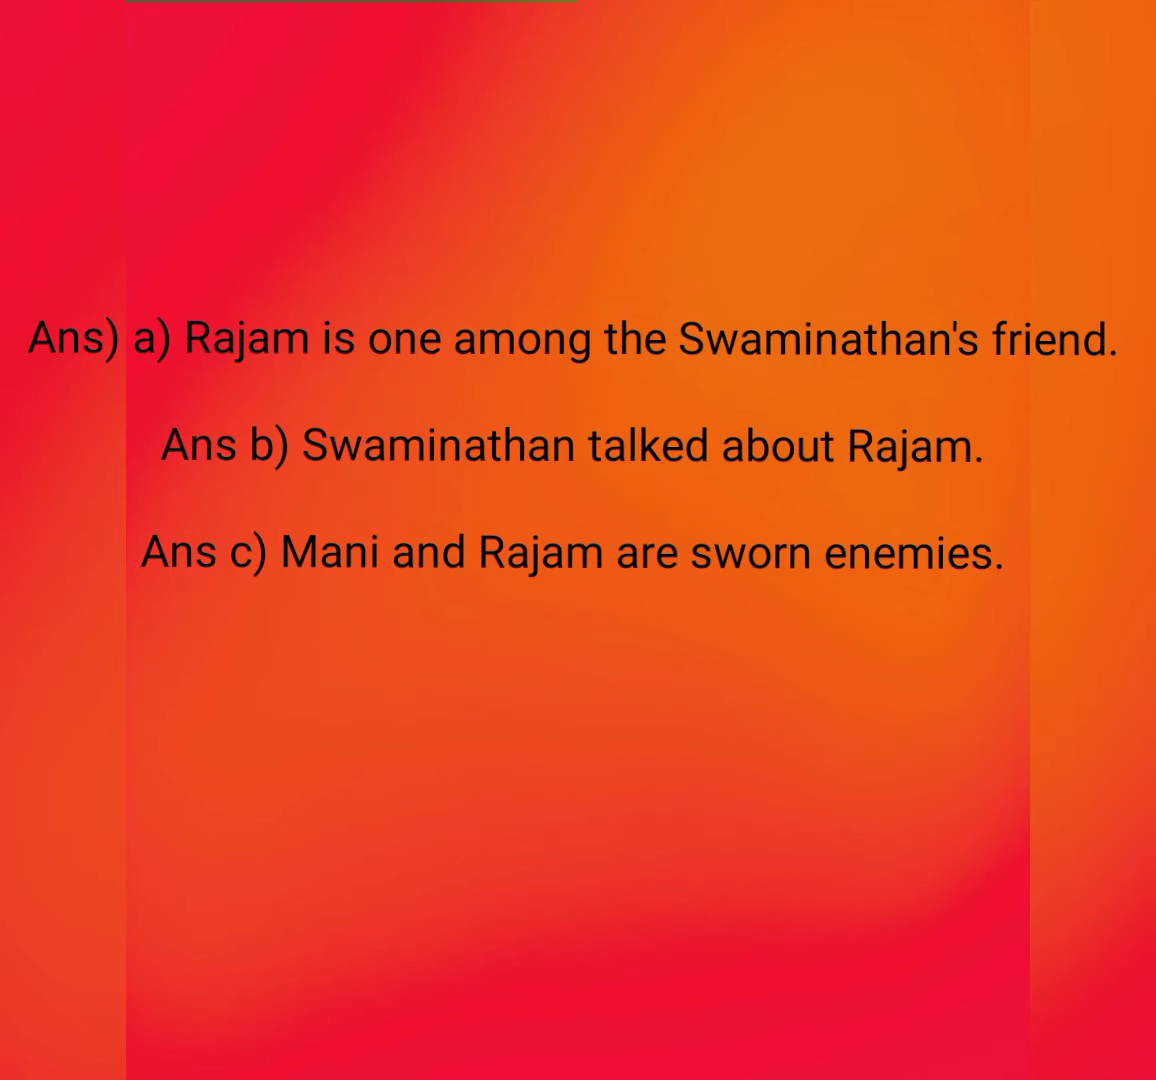 Ans) a) Rajam is one among the Swaminathan's friend.
Ans b) Swaminathan talked about Rajam.
Ans c) Mani and Rajam are sworn enemies.